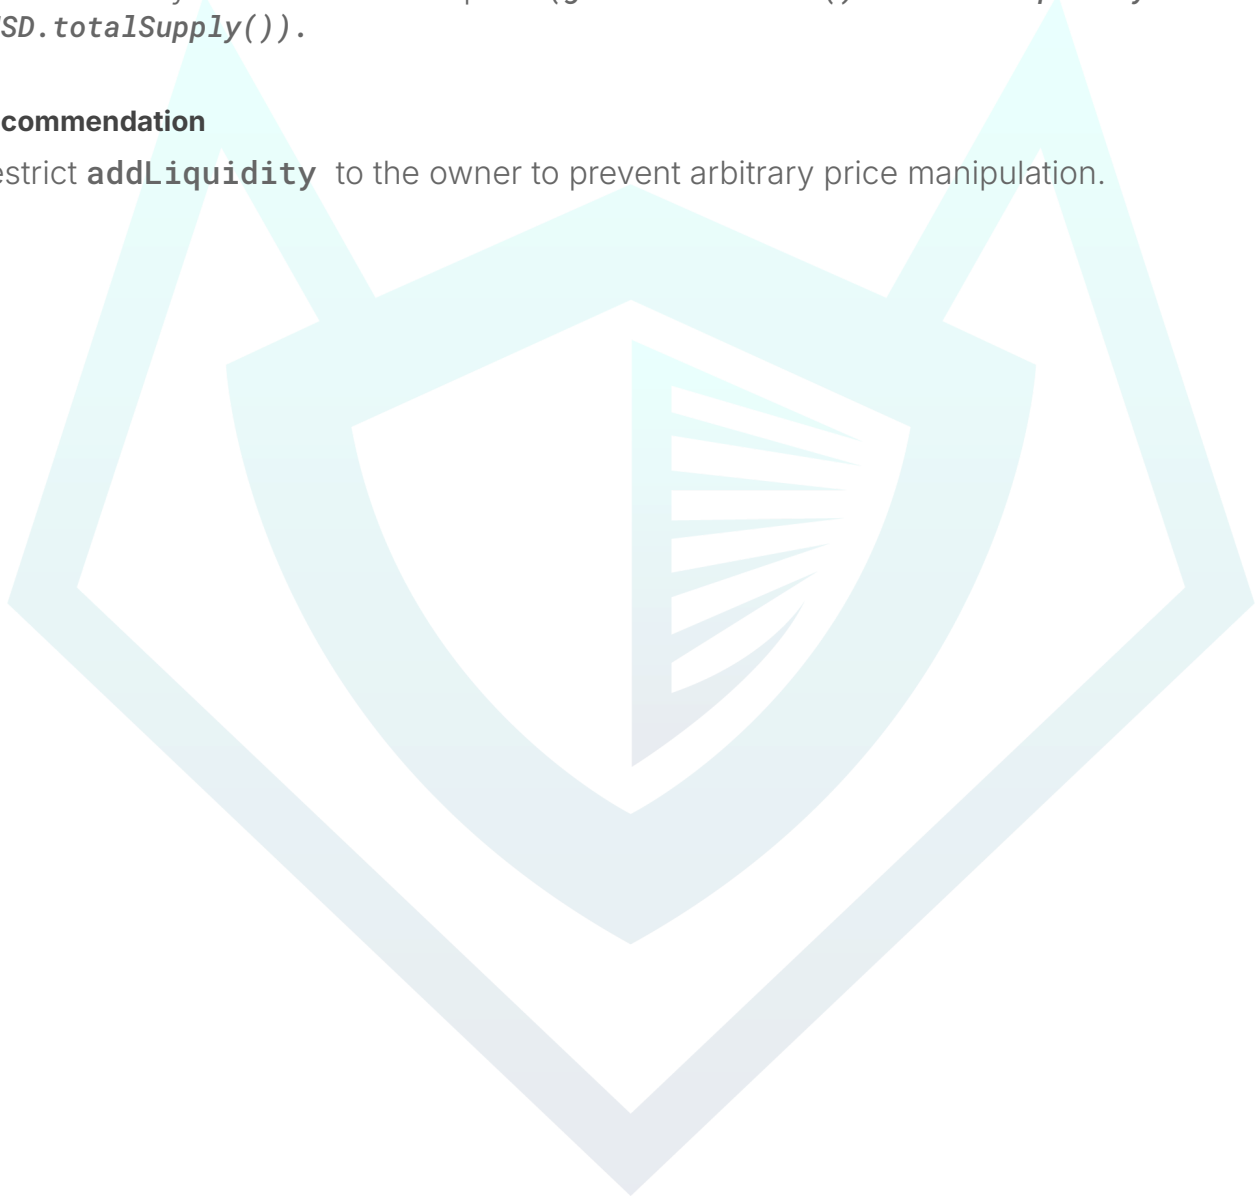 SD.totalSupply()).
commendation
estrict addLiquidity to the owner to prevent arbitrary price manipulation.